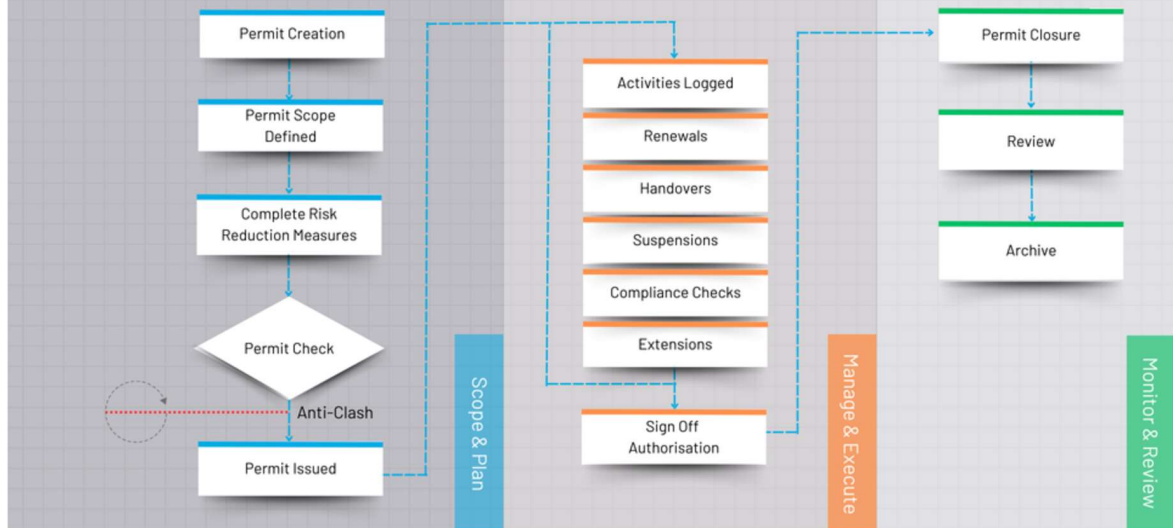 Permit Creation
Permit Scope
Defined
Complete Risk
Reduction Measures
Permit Check
Anti-Clash
Permit Issued
Scope & Plan
Activities Logged
Renewals
Handovers
Suspensions
Compliance Checks
Extensions
Sign Off
Authorisation
Manage & Execute
Permit Closure
Review
Archive
Monitor & Review